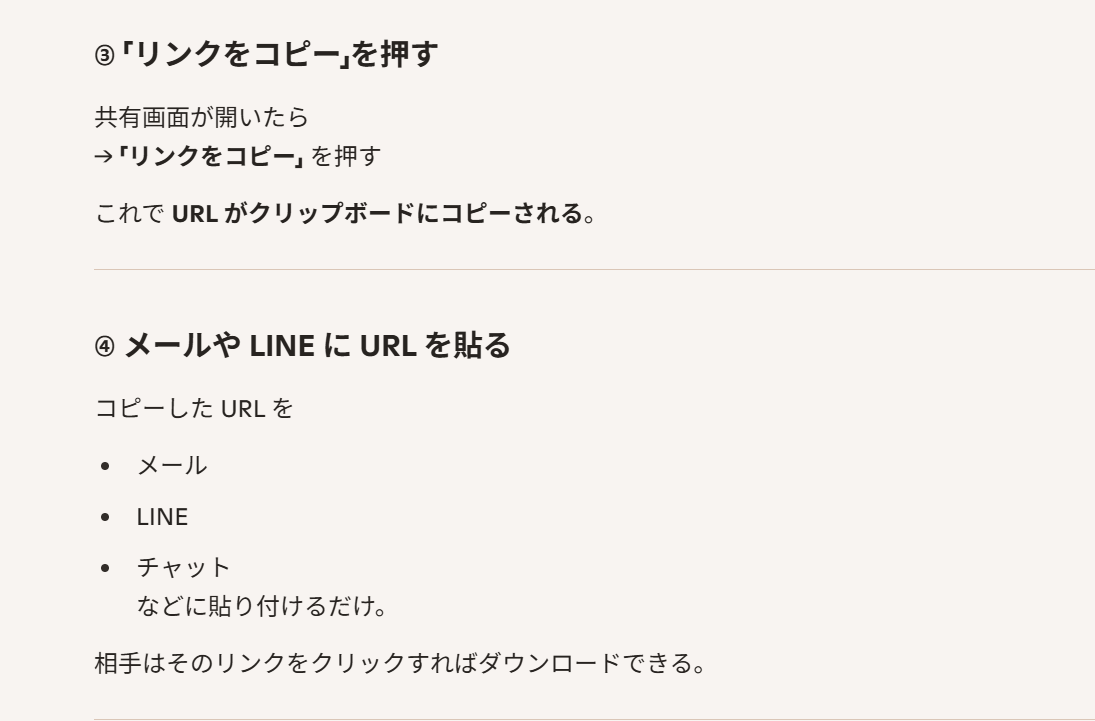 ③「リンクをコピー」を押す
共有画面が開いたら
→「リンクをコピー」 を押す
これで URL がクリップボードにコピーされる。
④ メールや LINE に URL を貼る
コピーした URL を
• メール
• LINE
• チャット
などに貼り付けるだけ。
相手はそのリンクをクリックすればダウンロードできる。